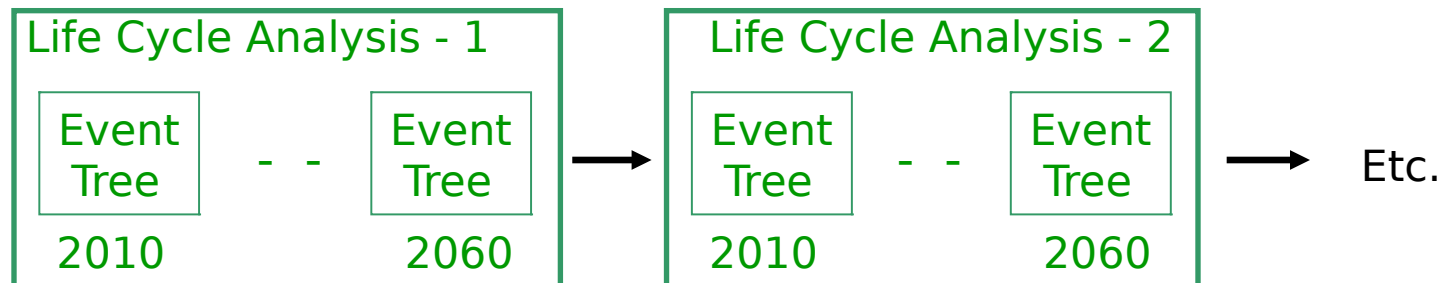 Life Cycle Analysis - 1
Event
Tree
- -
Event
Tree
2010
2060
Life Cycle Analysis - 2
Event
Tree
- -
Event
Tree
2010
2060
Etc.